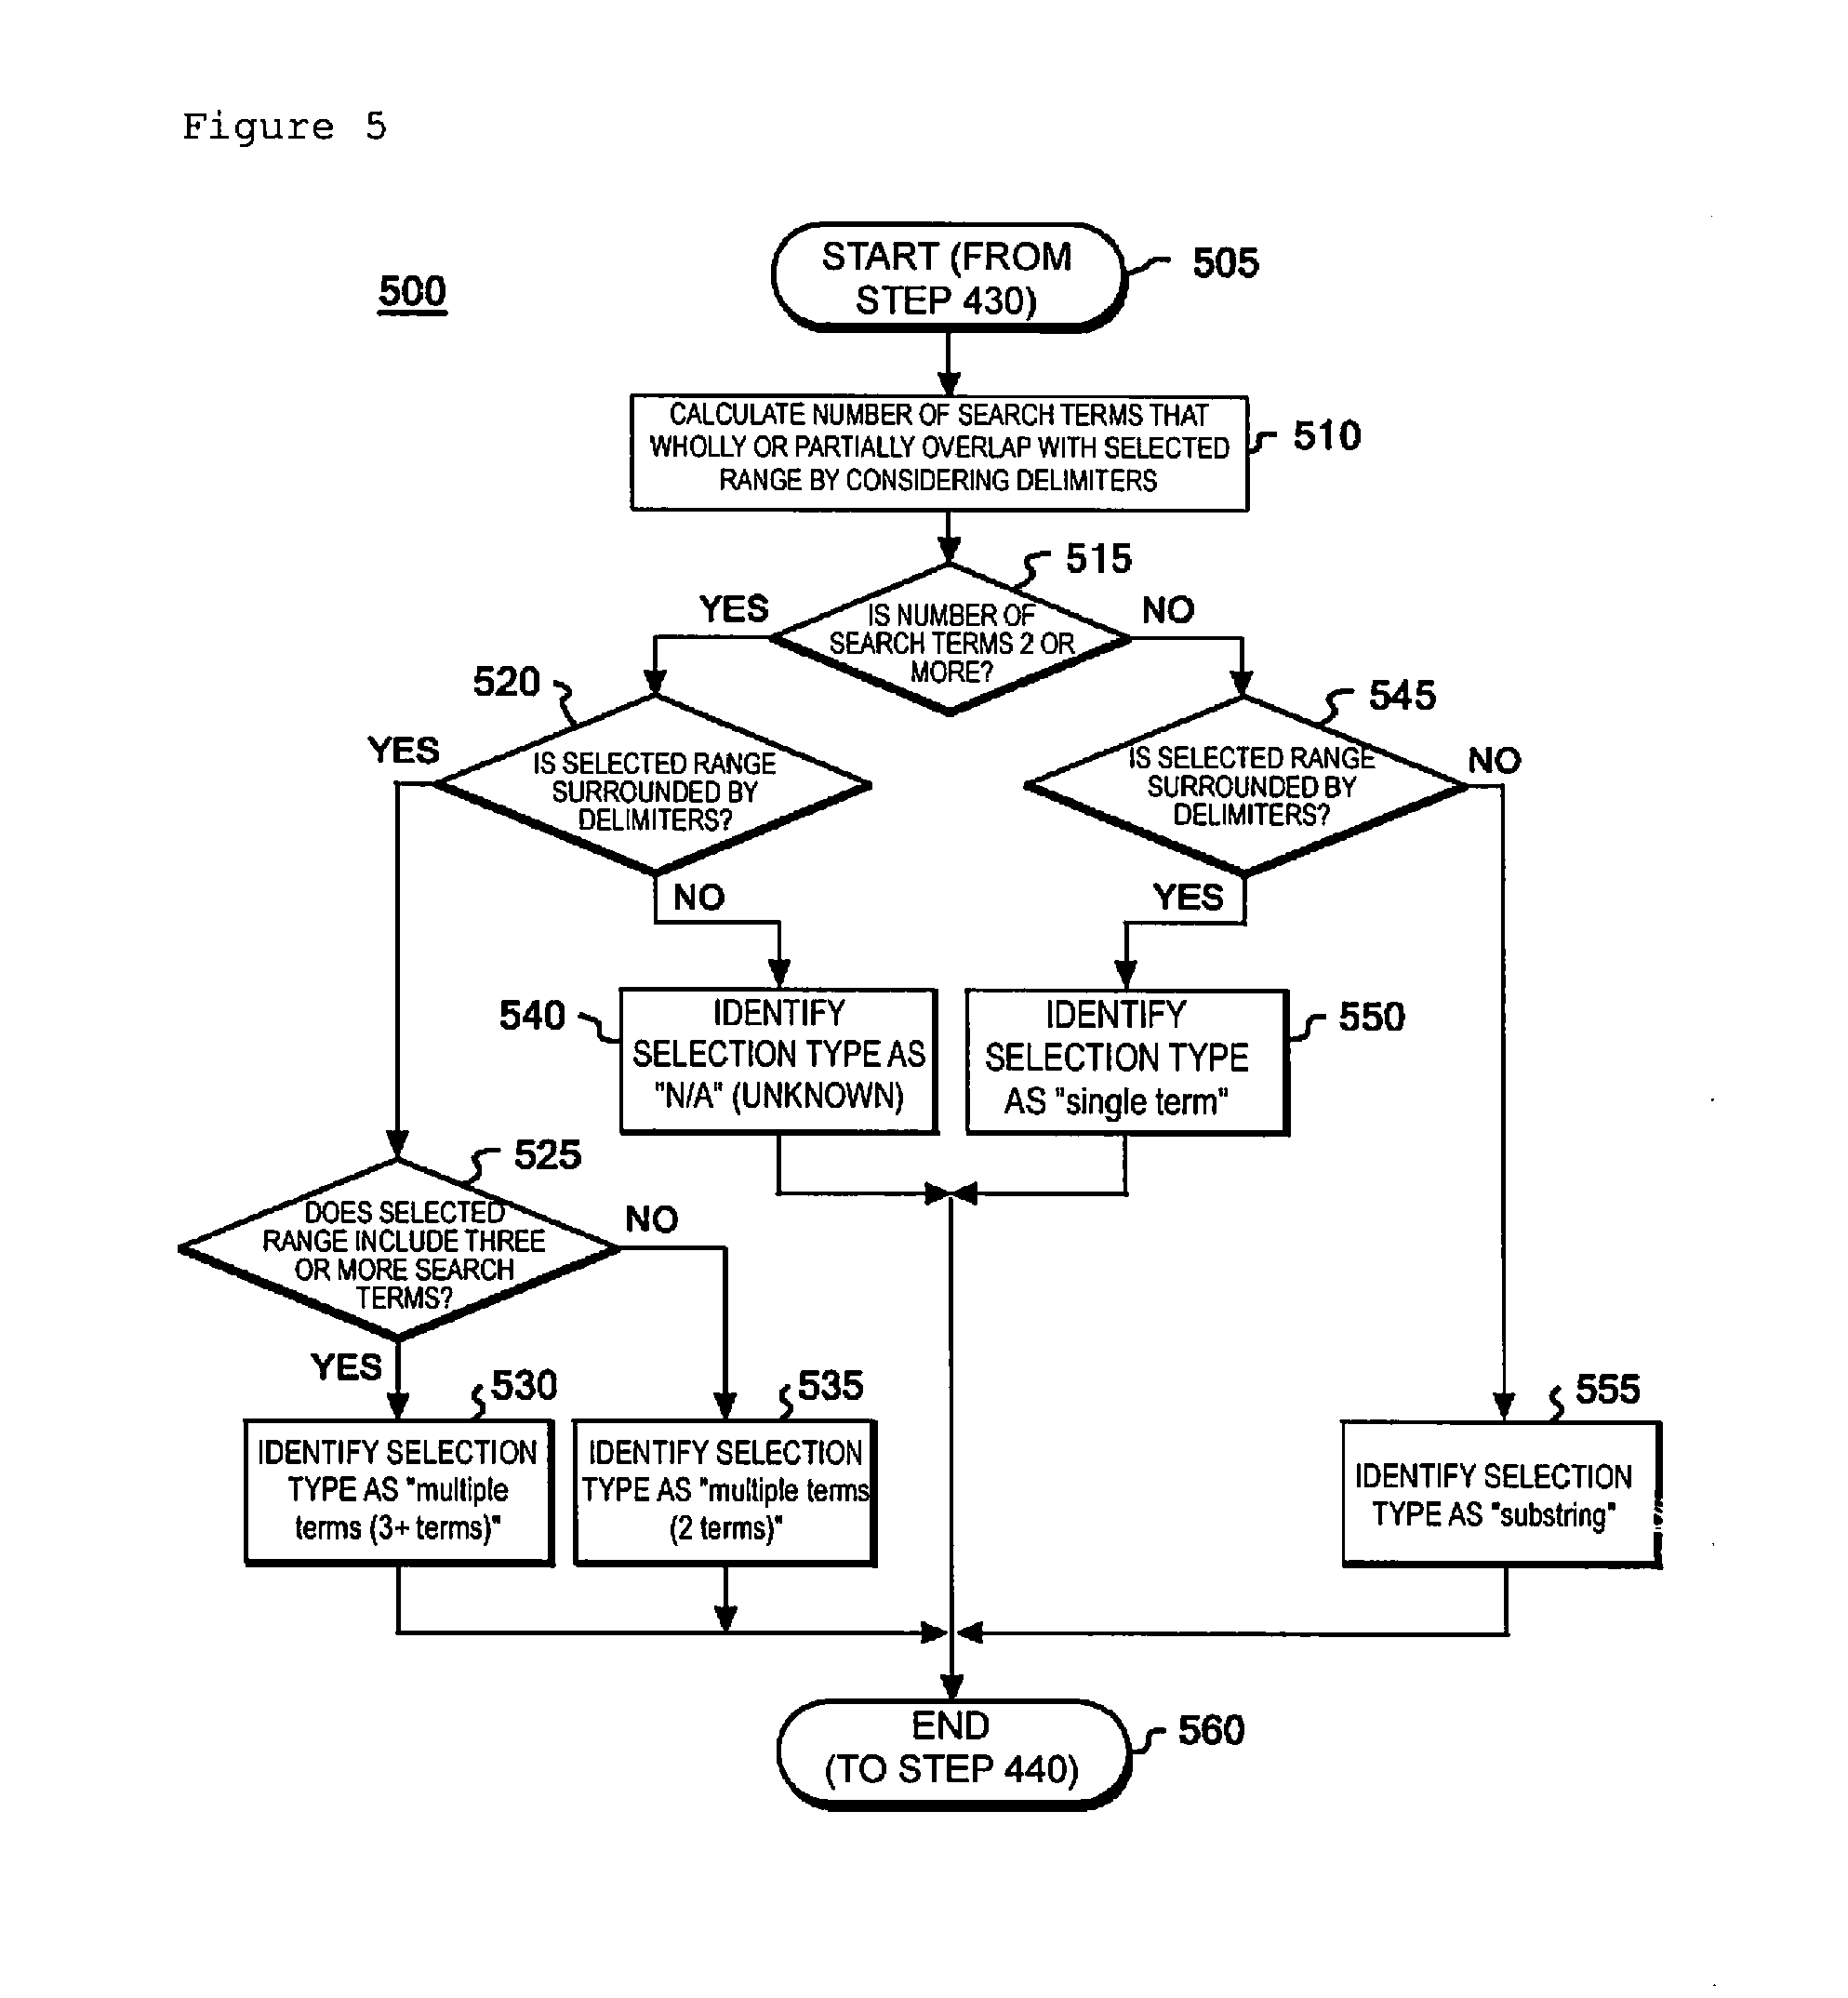 Figure 5
500
START (FROM
STEP 430)
505
CALCULATE NUMBER OF SEARCH TERMS THAT
WHOLLY OR PARTIALLY OVERLAP WITH SELECTED
RANGE BY CONSIDERING DELIMITERS
510
515
YES
IS NUMBER OF
SEARCH TERMS 2 OR
MORE?
NO
520
YES
IS SELECTED RANGE
SURROUNDED BY
DELIMITERS?
NO
545
IS SELECTED RANGE
SURROUNDED BY
DELIMITERS?
NO
YES
540
IDENTIFY
SELECTION TYPE AS
"N/A" (UNKNOWN)
IDENTIFY
SELECTION TYPE
AS "single term"
550
525
DOES SELECTED
RANGE INCLUDE THREE
OR MORE SEARCH
TERMS?
NO
YES
530
IDENTIFY SELECTION
TYPE AS "multiple
terms (3+ terms)"
535
IDENTIFY SELECTION
TYPE AS "multiple terms
(2 terms)"
555
IDENTIFY SELECTION
TYPE AS "substring"
END
(TO STEP 440)
560